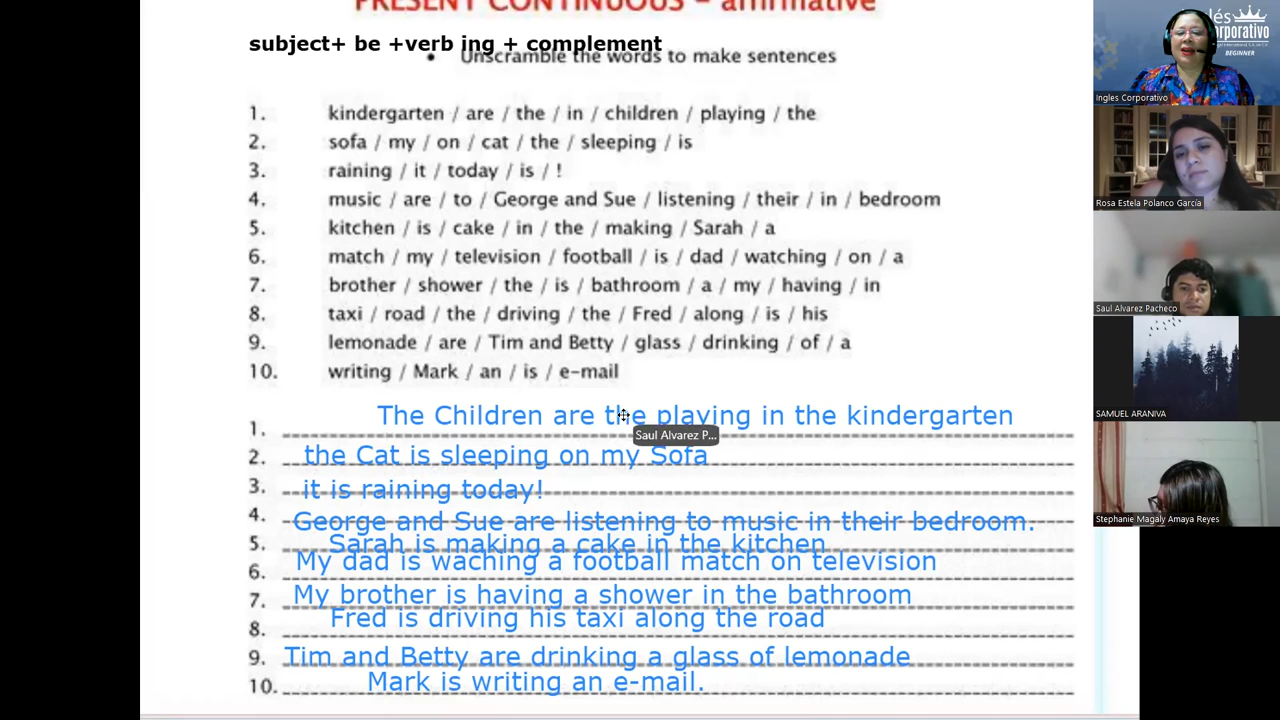 PRESENT CONTINUOUS - affirmative
subject+ be +verb ing + complement
• Unscramble the words to make sentences
1. kindergarten / are / the / in / children / playing / the
2. sofa / my / on / cat / the / sleeping / is
3. raining / it / today / is / !
4. music / are / to / George and Sue / listening / their / in / bedroom
5. kitchen / is / cake / in / the / making / Sarah / a
6. match / my / television / football / is / dad / watching / on / a
7. brother / shower / the / is / bathroom / a / my / having / in
8. taxi / road / the / driving / the / Fred / along / is / his
9. lemonade / are / Tim and Betty / glass / drinking / of / a
10. writing / Mark / an / is / e-mail
1. The Children are the playing in the kindergarten
Saul Alvarez P...
2. the Cat is sleeping on my Sofa
3. it is raining today!
4. George and Sue are listening to music in their bedroom.
5. Sarah is making a cake in the kitchen
6. My dad is waching a football match on television
7. My brother is having a shower in the bathroom
8. Fred is driving his taxi along the road
9. Tim and Betty are drinking a glass of lemonade
10. Mark is writing an e-mail.
BEGINNER
Ingles Corporativo
Rosa Estela Polanco García
Saul Alvarez Pacheco
SAMUEL ARANIVA
Stephanie Magaly Amaya Reyes